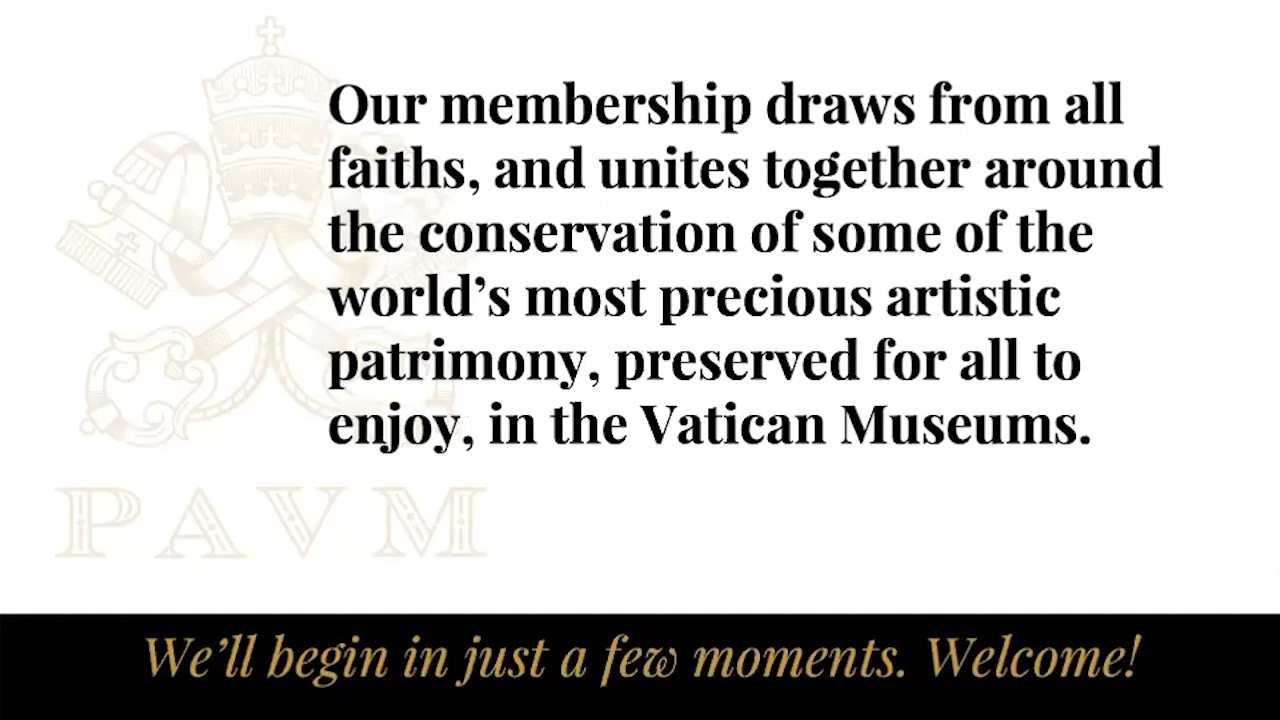 Our membership draws from all
faiths, and unites together around
the conservation of some of the
world’s most precious artistic
patrimony, preserved for all to
enjoy, in the Vatican Museums.
PAVM
We’ll begin in just a few moments. Welcome!